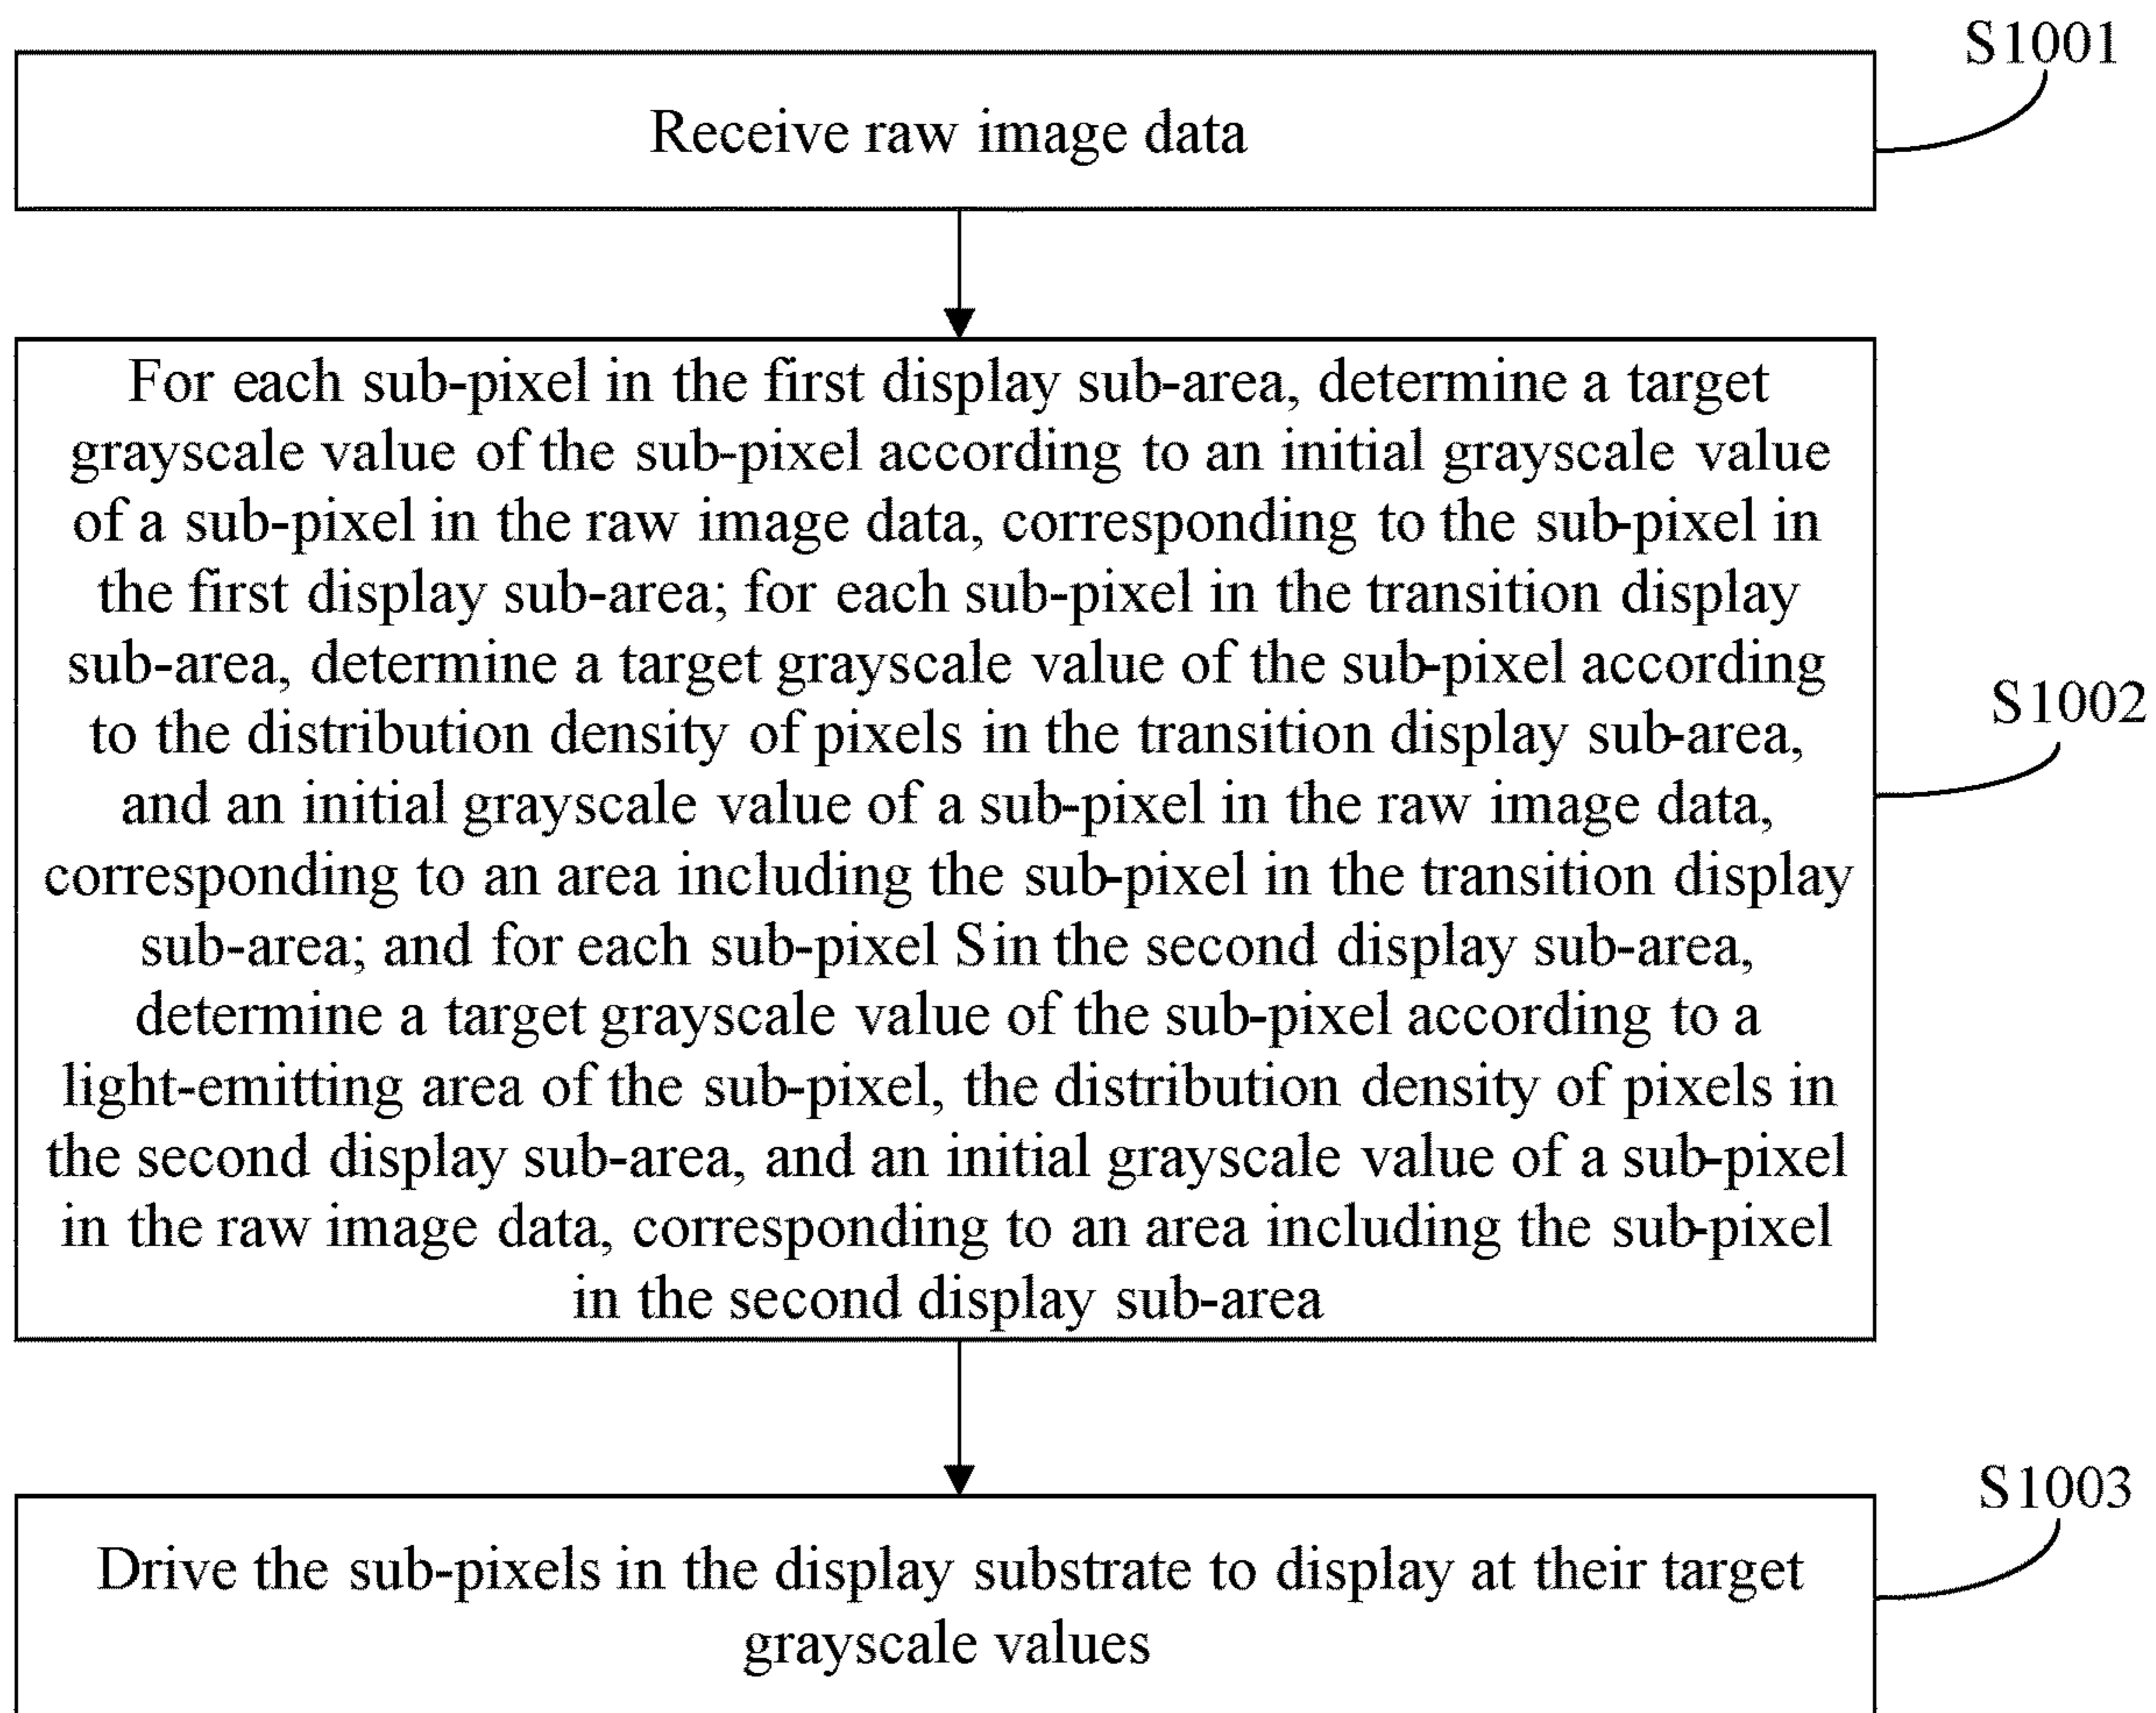 S1001
Receive raw image data
For each sub-pixel in the first display sub-area, determine a target
grayscale value of the sub-pixel according to an initial grayscale value
of a sub-pixel in the raw image data, corresponding to the sub-pixel in
the first display sub-area; for each sub-pixel in the transition display
sub-area, determine a target grayscale value of the sub-pixel according
to the distribution density of pixels in the transition display sub-area,
and an initial grayscale value of a sub-pixel in the raw image data,
corresponding to an area including the sub-pixel in the transition display
sub-area; and for each sub-pixel S in the second display sub-area,
determine a target grayscale value of the sub-pixel according to a
light-emitting area of the sub-pixel, the distribution density of pixels in
the second display sub-area, and an initial grayscale value of a sub-pixel
in the raw image data, corresponding to an area including the sub-pixel
in the second display sub-area
S1002
S1003
Drive the sub-pixels in the display substrate to display at their target
grayscale values